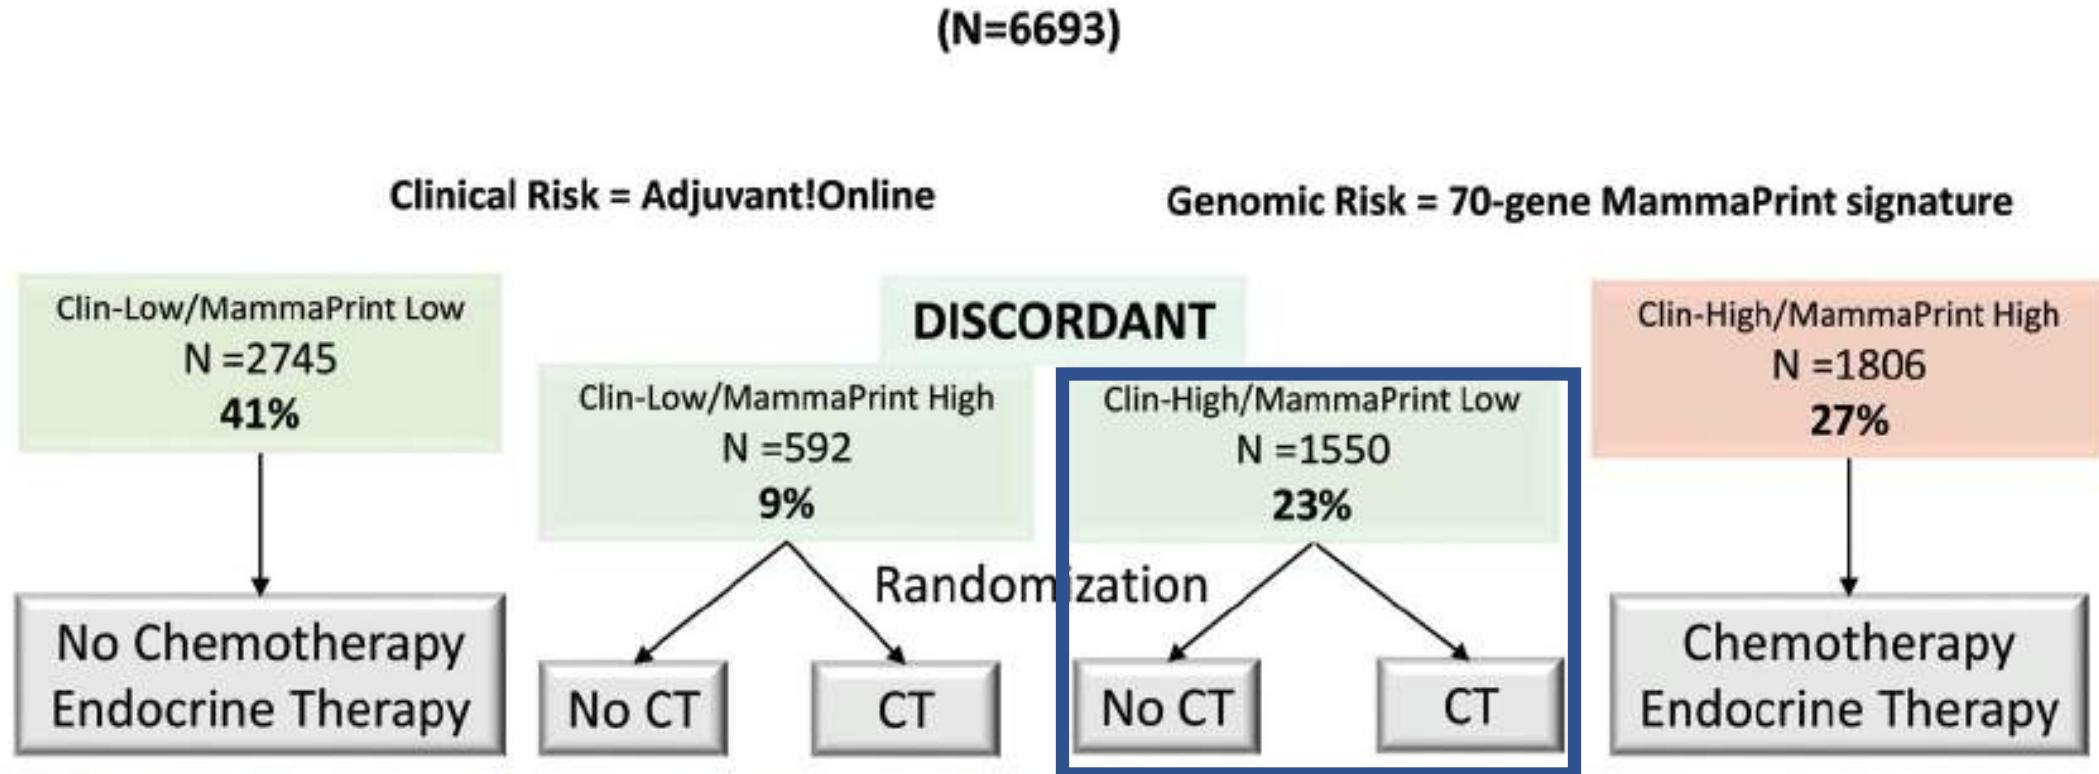 (N=6693)
Clinical Risk = Adjuvant!Online
Genomic Risk = 70-gene MammaPrint signature
Clin-Low/MammaPrint Low
N =2745
41%
DISCORDANT
Clin-Low/MammaPrint High
N =592
9%
Clin-High/MammaPrint Low
N =1550
23%
Clin-High/MammaPrint High
N =1806
27%
Randomization
No Chemotherapy
Endocrine Therapy
No CT
CT
No CT
CT
Chemotherapy
Endocrine Therapy